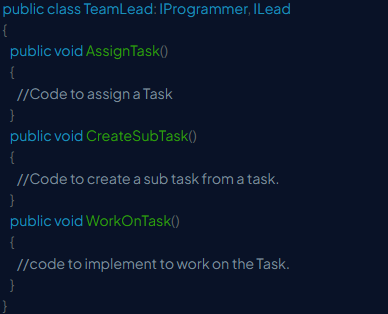 public class TeamLead: IProgrammer, ILead
{
public void AssignTask()
{
//Code to assign a Task
}
public void CreateSubTask()
{
//Code to create a sub task from a task.
}
public void WorkOnTask()
{
//code to implement to work on the Task.
}
}